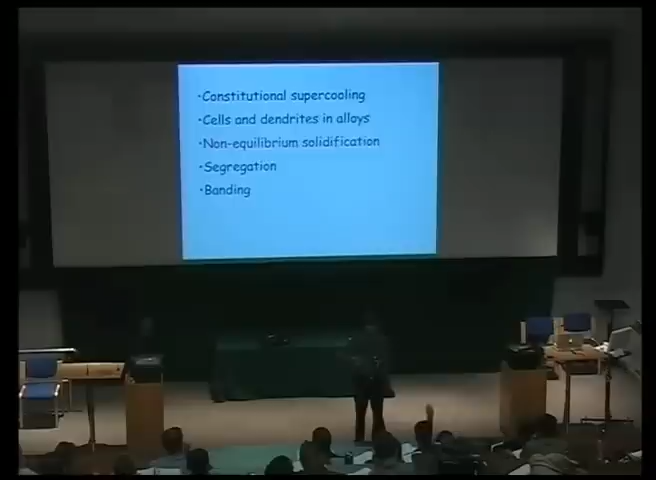 •Constitutional supercooling
•Cells and dendrites in alloys
•Non-equilibrium solidification
•Segregation
•Banding